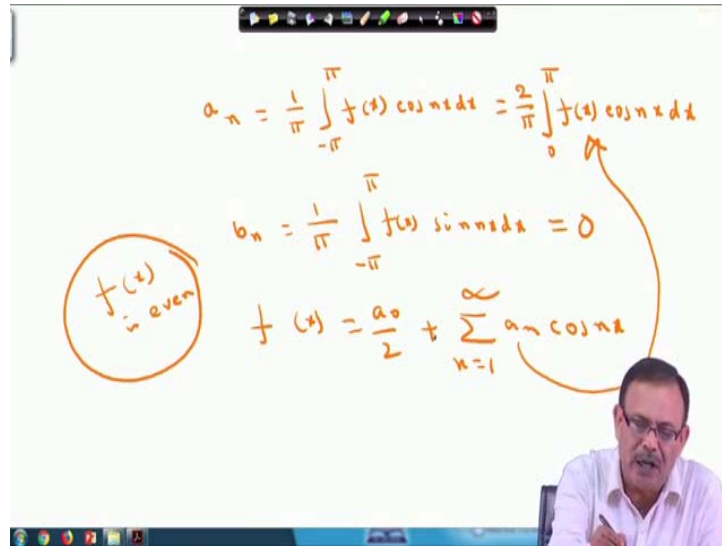 aₙ = 1/π ∫_{-π}^{π} f(x) cos nx dx = 2/π ∫_{0}^{π} f(x) cos nx dx
bₙ = 1/π ∫_{-π}^{π} f(x) sin nx dx = 0
f(x) is even
f(x) = a₀/2 + ∑_{n=1}^{∞} aₙ cos nx